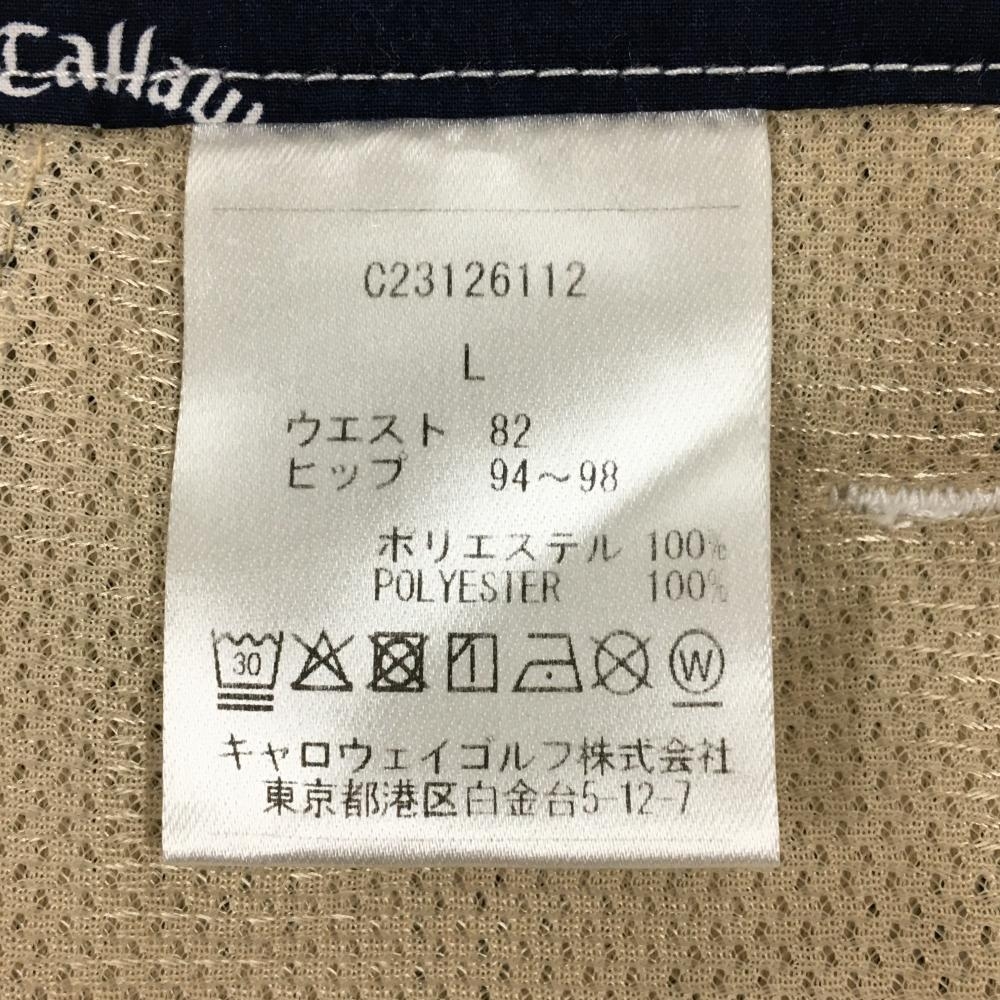 Callaw
C23126112
L
ウエスト 82
ヒップ 94～98
ポリエステル 100%
POLYESTER 100%
30 W
キャロウェイゴルフ株式会社
東京都港区白金台5-12-7